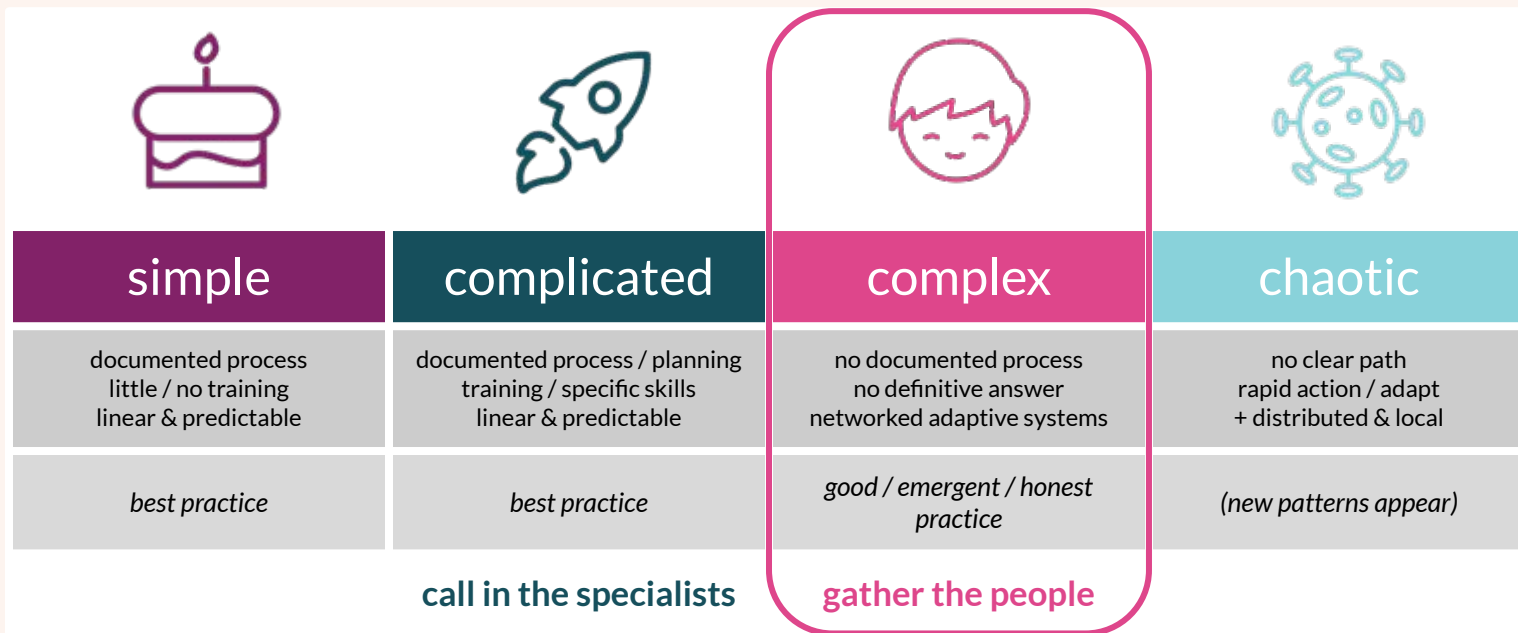 simple
complicated
complex
chaotic
documented process
little / no training
linear & predictable
documented process / planning
training / specific skills
linear & predictable
no documented process
no definitive answer
networked adaptive systems
no clear path
rapid action / adapt
+ distributed & local
best practice
best practice
good / emergent / honest
practice
(new patterns appear)
call in the specialists
gather the people